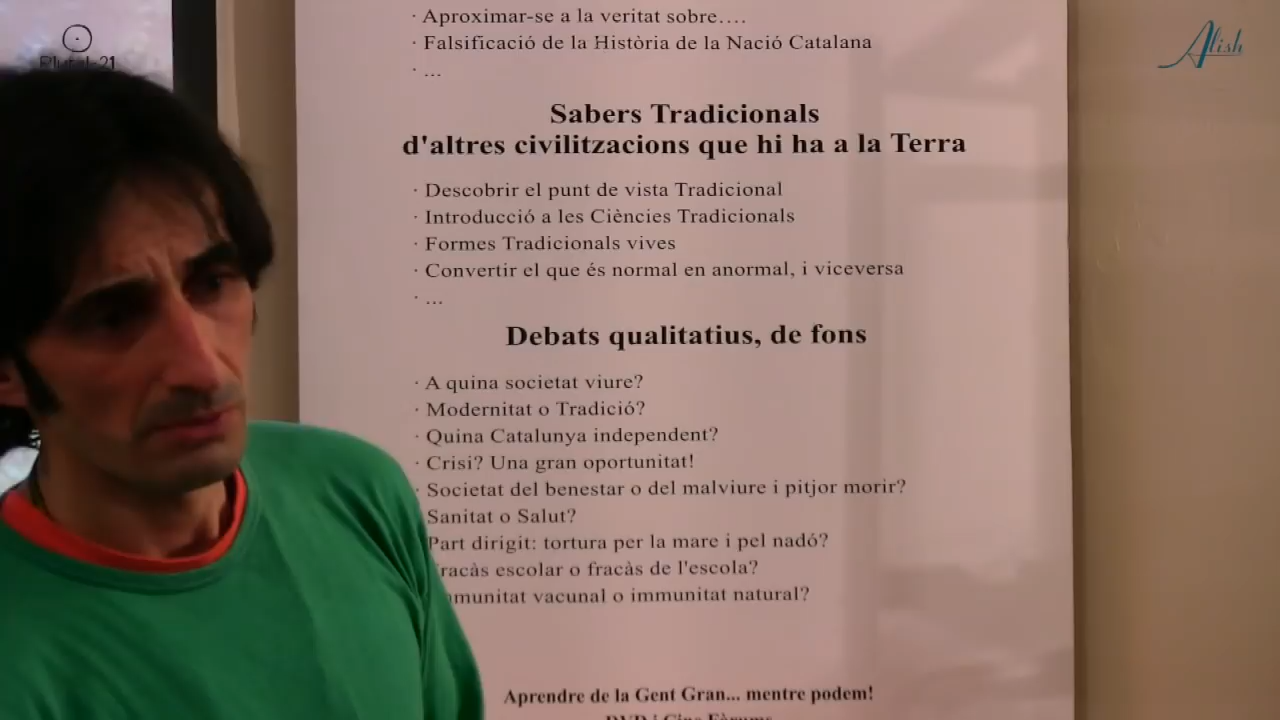 · Aproximar-se a la veritat sobre....
· Falsificació de la Història de la Nació Catalana
· ...
Alish
Sabers Tradicionals
d'altres civilitzacions que hi ha a la Terra
· Descobrir el punt de vista Tradicional
· Introducció a les Ciències Tradicionals
· Formes Tradicionals vives
· Convertir el que és normal en anormal, i viceversa
· ...
Debats qualitatius, de fons
· A quina societat viure?
· Modernitat o Tradició?
· Quina Catalunya independent?
· Crisi? Una gran oportunitat!
· Societat del benestar o del malviure i pitjor morir?
Sanitat o Salut?
Part dirigit: tortura per la mare i pel nadó?
racàs escolar o fracàs de l'escola?
munitat vacunal o immunitat natural?
Aprendre de la Gent Gran... mentre podem!